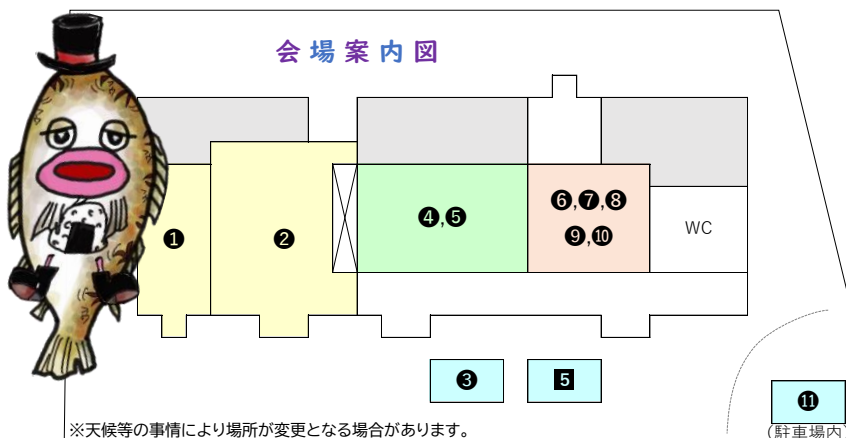 会場案内図
❶
❷
❹,❺
❻,❼,❽
❾,❿
WC
❸
5
⓫
(駐車場内)
※天候等の事情により場所が変更となる場合があります。